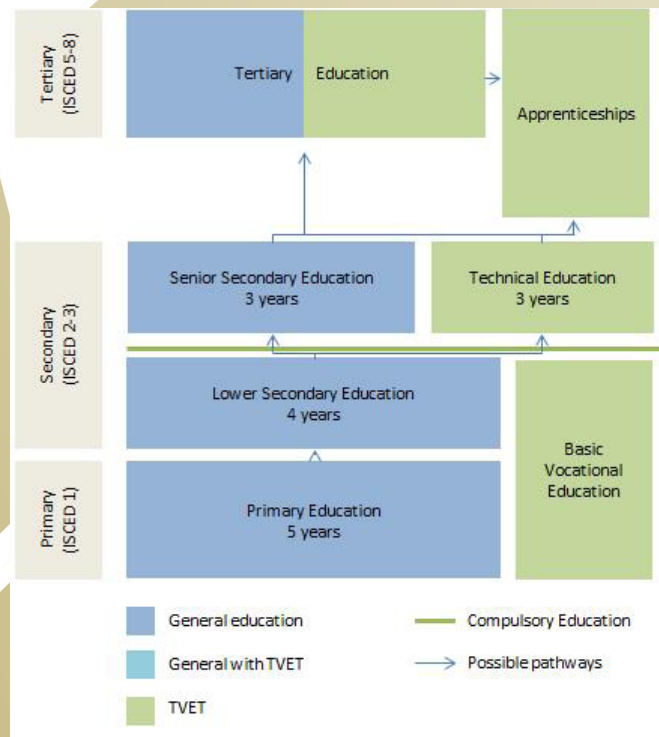 Tertiary
(ISCED 5-8)
Tertiary Education
Apprenticeships
Secondary
(ISCED 2-3)
Senior Secondary Education
3 years
Technical Education
3 years
Lower Secondary Education
4 years
Basic
Vocational
Education
Primary
(ISCED 1)
Primary Education
5 years
General education
Compulsory Education
General with TVET
Possible pathways
TVET